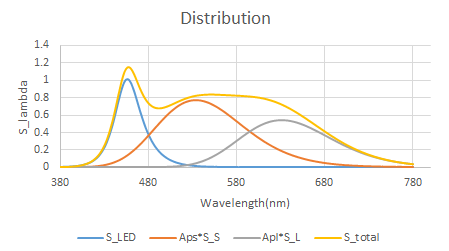 Distribution
S_lambda
1.4
1.2
1
0.8
0.6
0.4
0.2
0
380 480 580 680 780
Wavelength(nm)
S_LED Aps*S_S Apl*S_L S_total